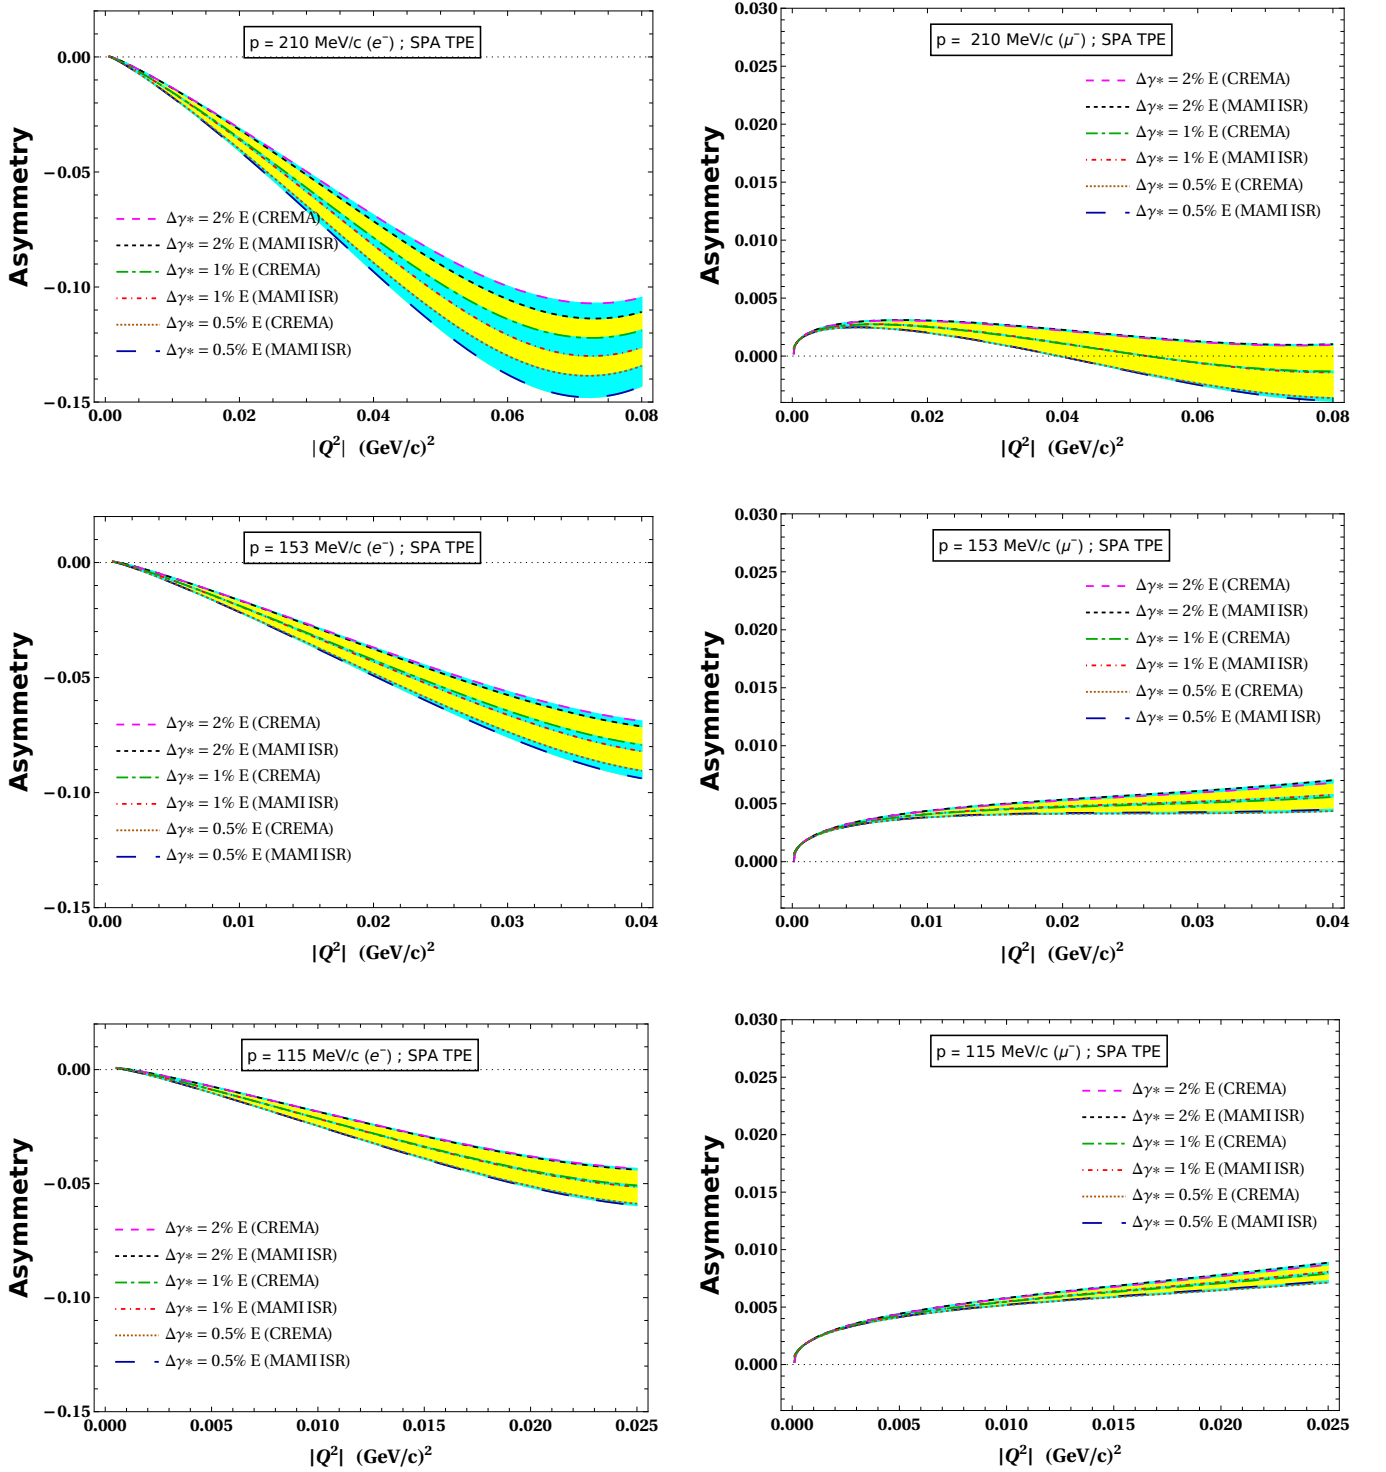 p = 210 MeV/c (e⁻) ; SPA TPE
Asymmetry
0.00
−0.05
−0.10
−0.15
Δγ* = 2% E (CREMA)
Δγ* = 2% E (MAMI ISR)
Δγ* = 1% E (CREMA)
Δγ* = 1% E (MAMI ISR)
Δγ* = 0.5% E (CREMA)
Δγ* = 0.5% E (MAMI ISR)
0.00 0.02 0.04 0.06 0.08
|Q²| (GeV/c)²
p = 210 MeV/c (μ⁻) ; SPA TPE
Asymmetry
0.030
0.025
0.020
0.015
0.010
0.005
0.000
Δγ* = 2% E (CREMA)
Δγ* = 2% E (MAMI ISR)
Δγ* = 1% E (CREMA)
Δγ* = 1% E (MAMI ISR)
Δγ* = 0.5% E (CREMA)
Δγ* = 0.5% E (MAMI ISR)
0.00 0.02 0.04 0.06 0.08
|Q²| (GeV/c)²
p = 153 MeV/c (e⁻) ; SPA TPE
Asymmetry
0.00
−0.05
−0.10
−0.15
Δγ* = 2% E (CREMA)
Δγ* = 2% E (MAMI ISR)
Δγ* = 1% E (CREMA)
Δγ* = 1% E (MAMI ISR)
Δγ* = 0.5% E (CREMA)
Δγ* = 0.5% E (MAMI ISR)
0.00 0.01 0.02 0.03 0.04
|Q²| (GeV/c)²
p = 153 MeV/c (μ⁻) ; SPA TPE
Asymmetry
0.030
0.025
0.020
0.015
0.010
0.005
0.000
Δγ* = 2% E (CREMA)
Δγ* = 2% E (MAMI ISR)
Δγ* = 1% E (CREMA)
Δγ* = 1% E (MAMI ISR)
Δγ* = 0.5% E (CREMA)
Δγ* = 0.5% E (MAMI ISR)
0.00 0.01 0.02 0.03 0.04
|Q²| (GeV/c)²
p = 115 MeV/c (e⁻) ; SPA TPE
Asymmetry
0.00
−0.05
−0.10
−0.15
Δγ* = 2% E (CREMA)
Δγ* = 2% E (MAMI ISR)
Δγ* = 1% E (CREMA)
Δγ* = 1% E (MAMI ISR)
Δγ* = 0.5% E (CREMA)
Δγ* = 0.5% E (MAMI ISR)
0.000 0.005 0.010 0.015 0.020 0.025
|Q²| (GeV/c)²
p = 115 MeV/c (μ⁻) ; SPA TPE
Asymmetry
0.030
0.025
0.020
0.015
0.010
0.005
0.000
Δγ* = 2% E (CREMA)
Δγ* = 2% E (MAMI ISR)
Δγ* = 1% E (CREMA)
Δγ* = 1% E (MAMI ISR)
Δγ* = 0.5% E (CREMA)
Δγ* = 0.5% E (MAMI ISR)
0.000 0.005 0.010 0.015 0.020 0.025
|Q²| (GeV/c)²